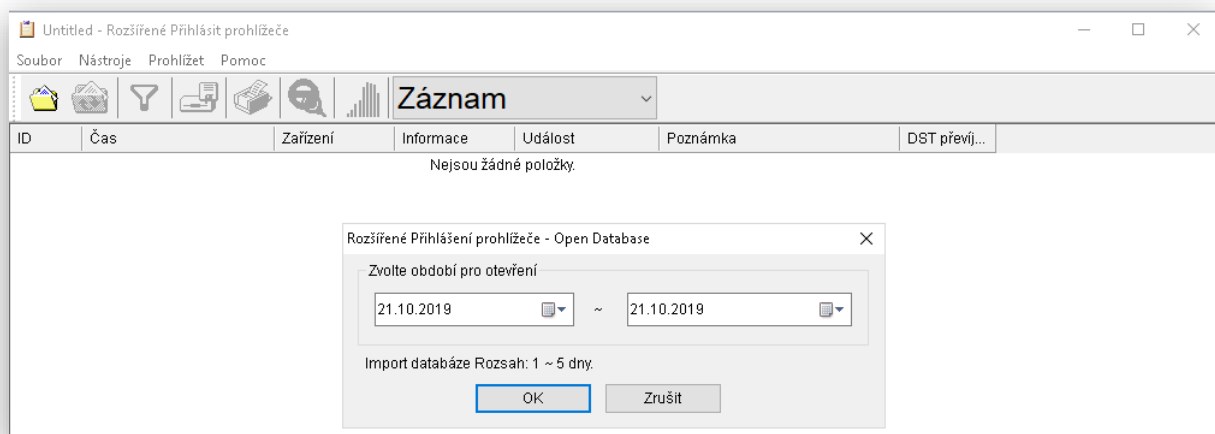 Untitled - Rozšířené Přihlásit prohlížeče
Soubor Nástroje Prohlížet Pomoc
Záznam
ID Čas Zařízení Informace Událost Poznámka DST převíj...
Nejsou žádné položky.
Rozšířené Přihlášení prohlížeče - Open Database
Zvolte období pro otevření
21.10.2019 ~ 21.10.2019
Import databáze Rozsah: 1 ~ 5 dny.
OK Zrušit